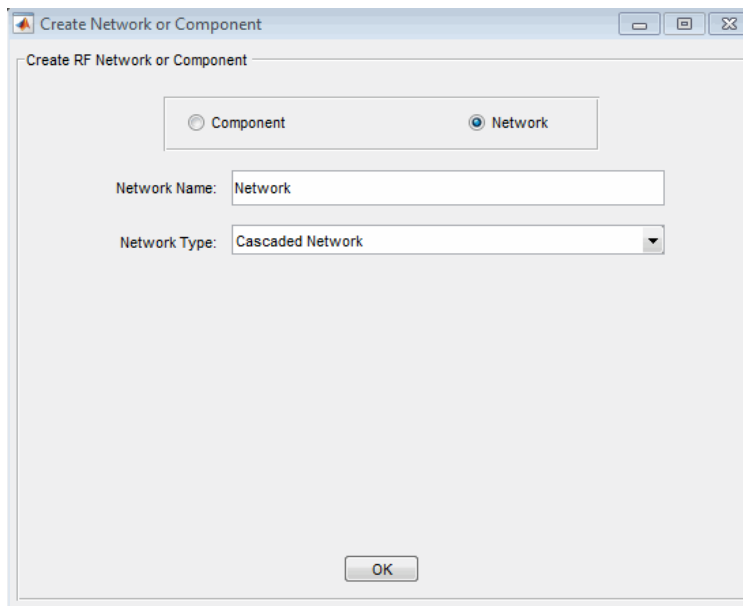 Create Network or Component
Create RF Network or Component
Component Network
Network Name: Network
Network Type: Cascaded Network
OK